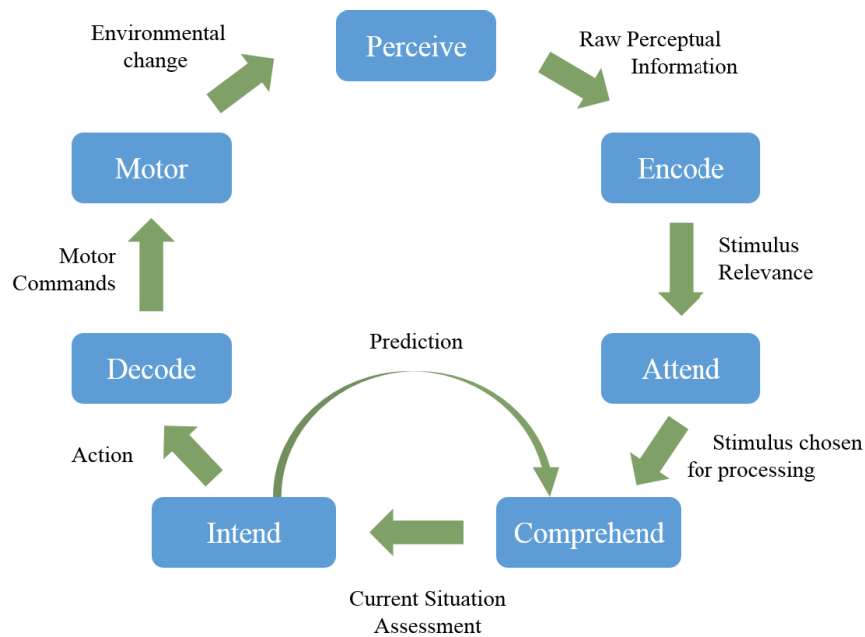 Environmental
change
Perceive
Raw Perceptual
Information
Motor
Encode
Motor
Commands
Stimulus
Relevance
Decode
Prediction
Attend
Action
Stimulus chosen
for processing
Intend
Comprehend
Current Situation
Assessment